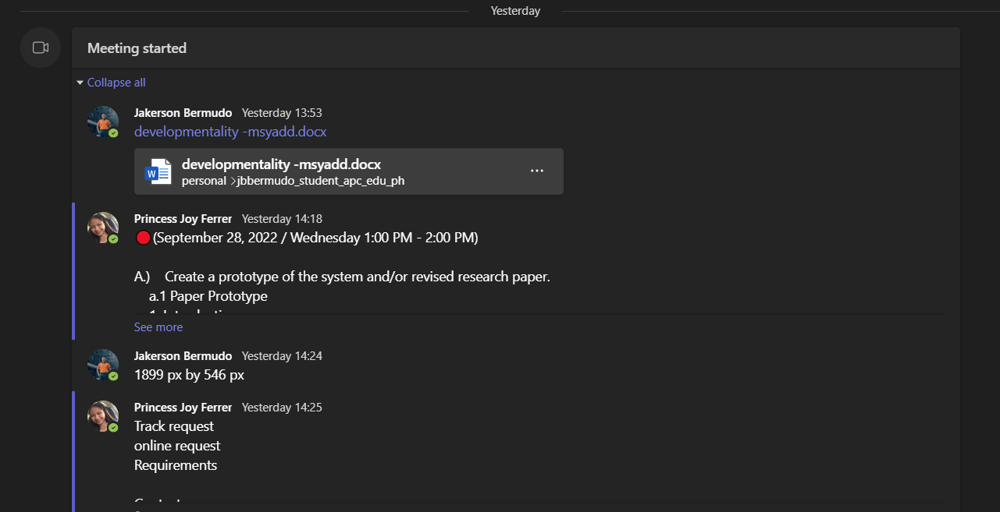 Yesterday
Meeting started
Collapse all
Jakerson Bermudo Yesterday 13:53
developmentality -msyadd.docx
developmentality -msyadd.docx
personal >jbbermudo_student_apc_edu_ph
Princess Joy Ferrer Yesterday 14:18
(September 28, 2022 / Wednesday 1:00 PM - 2:00 PM)
A.) Create a prototype of the system and/or revised research paper.
a.1 Paper Prototype
See more
Jakerson Bermudo Yesterday 14:24
1899 px by 546 px
Princess Joy Ferrer Yesterday 14:25
Track request
online request
Requirements